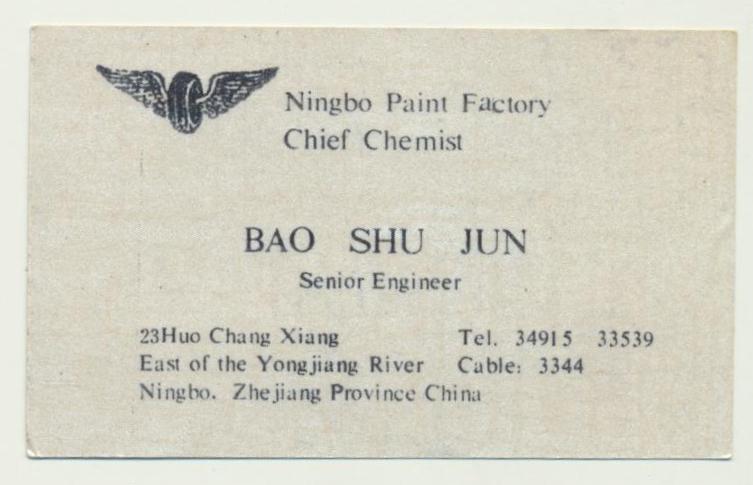 Ningbo Paint Factory
Chief Chemist
BAO SHU JUN
Senior Engineer
23Huo Chang Xiang
East of the Yongjiang River
Ningbo. Zhejiang Province China
Tel. 34915 33539
Cable: 3344